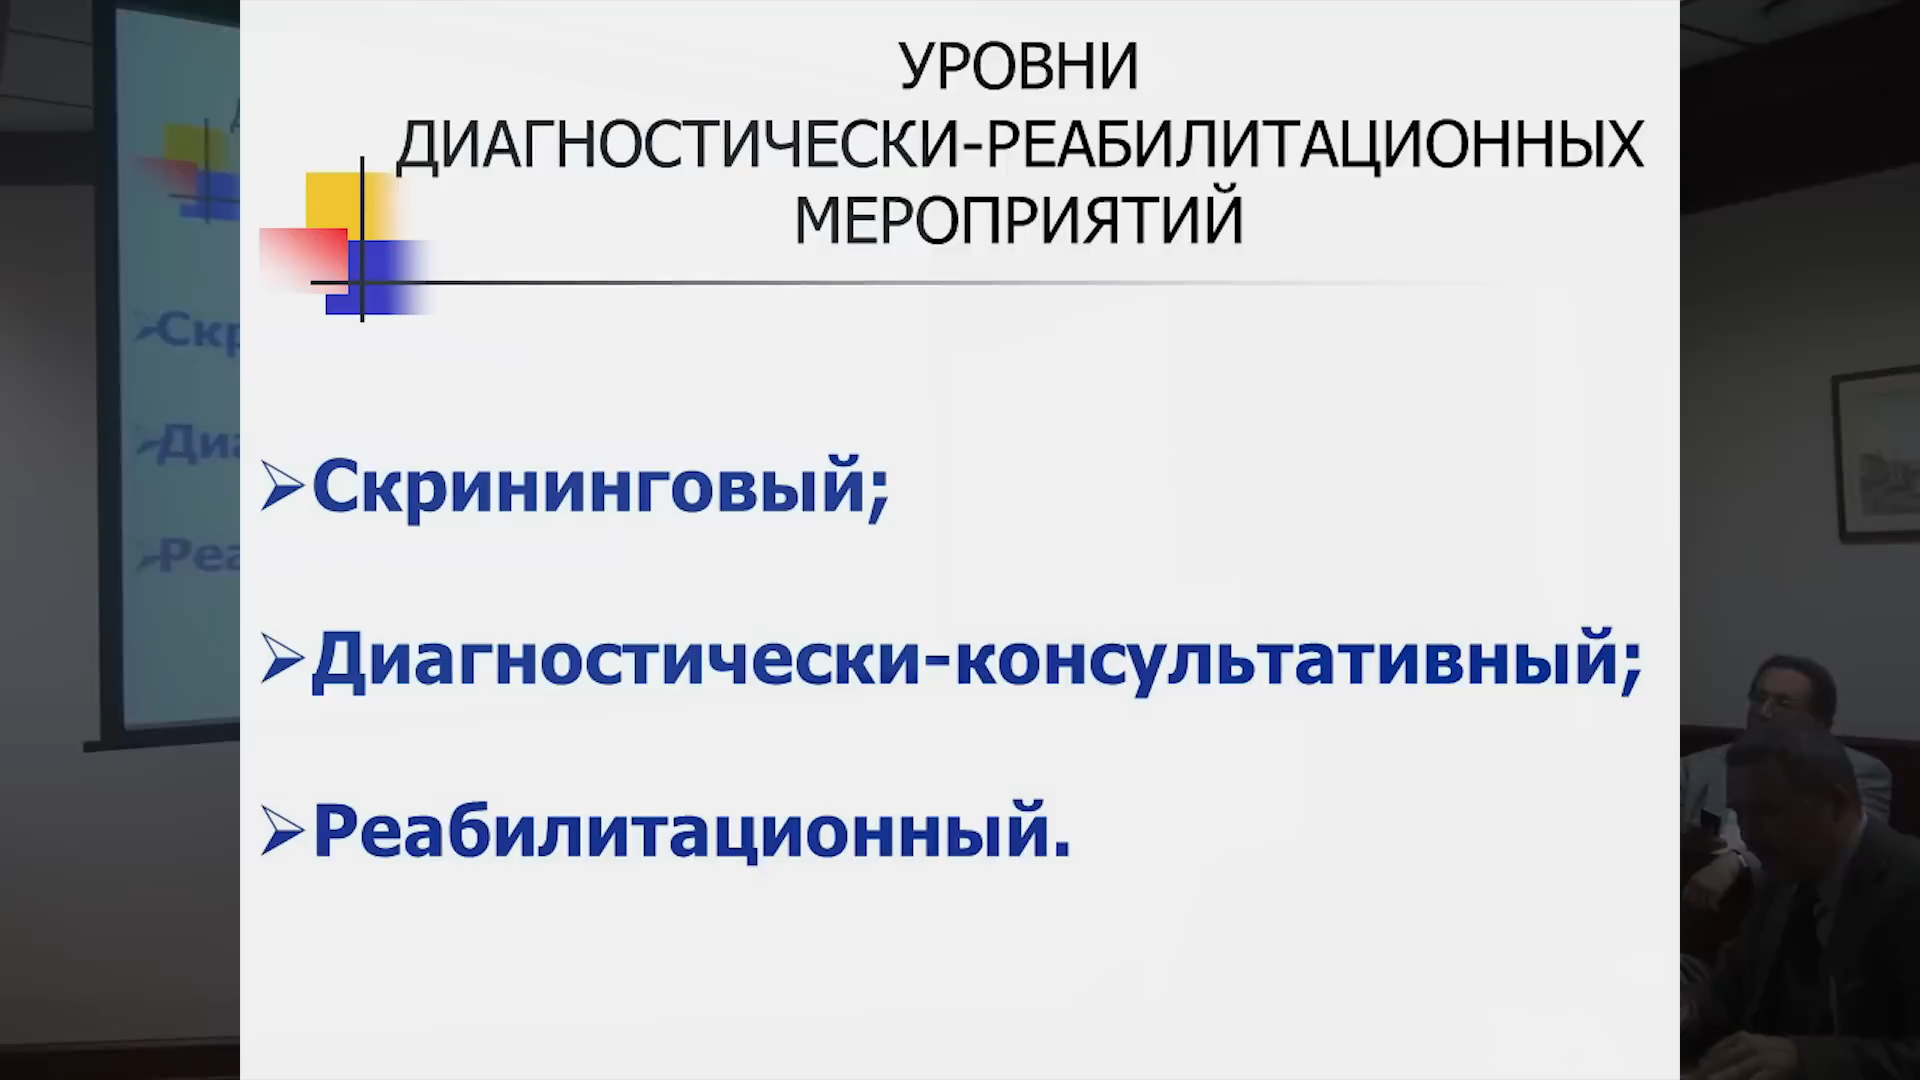 УРОВНИ
ДИАГНОСТИЧЕСКИ-РЕАБИЛИТАЦИОННЫХ
МЕРОПРИЯТИЙ
➢Скрининговый;
➢Диагностически-консультативный;
➢Реабилитационный.